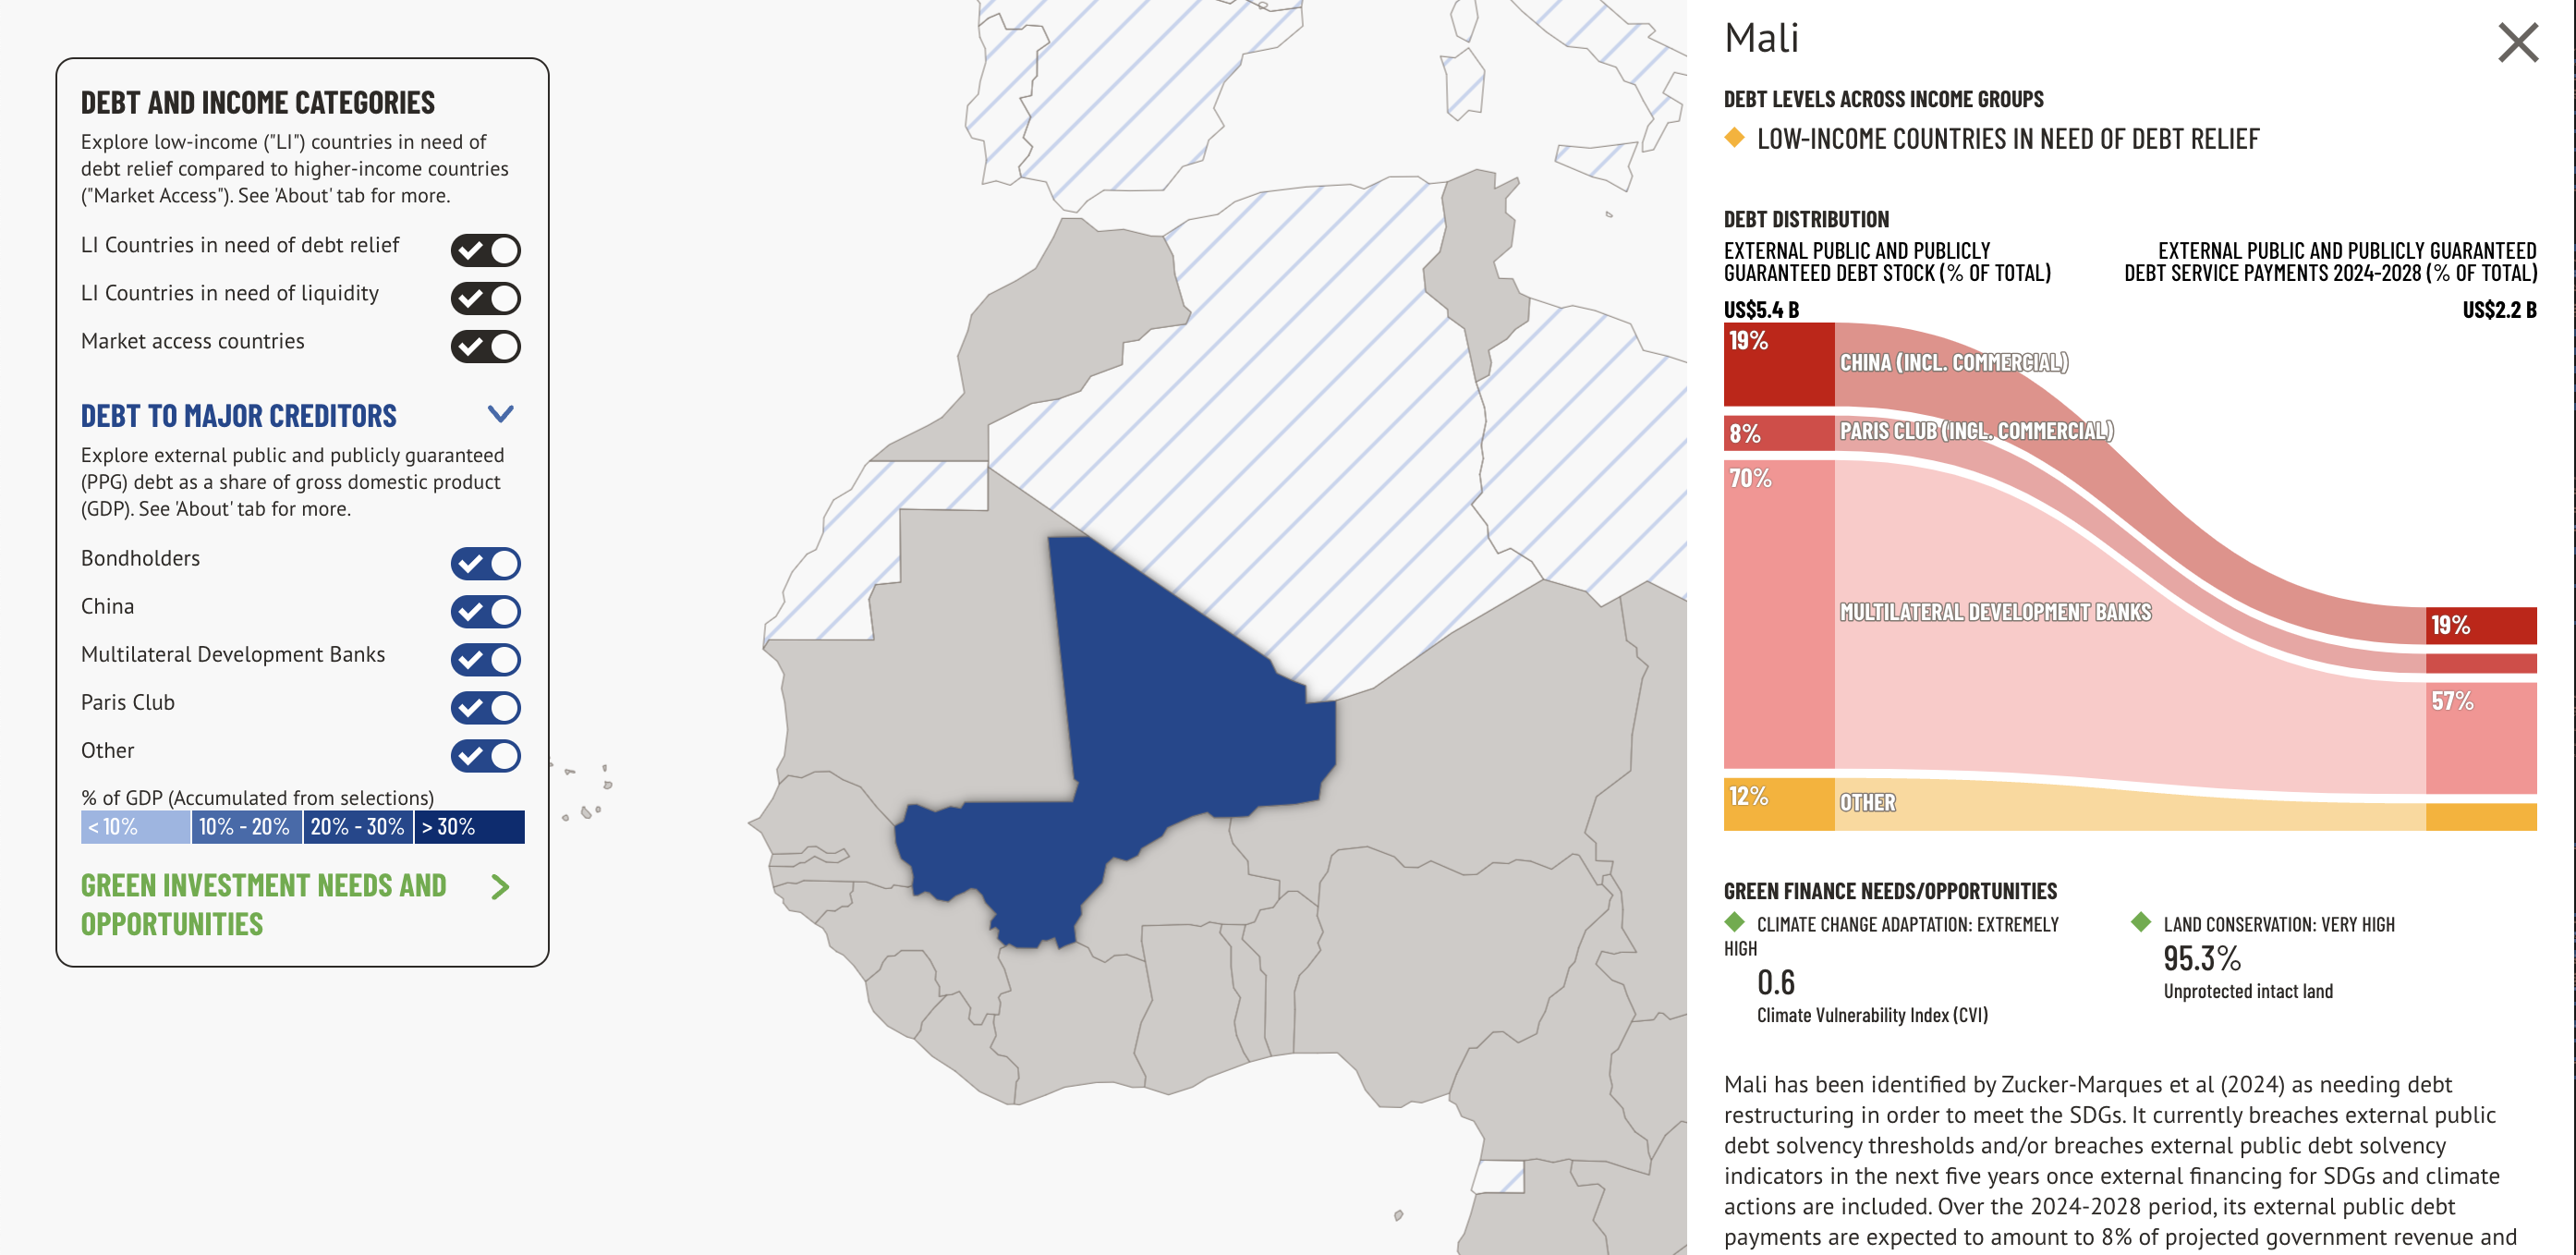 DEBT AND INCOME CATEGORIES
Explore low-income ("LI") countries in need of
debt relief compared to higher-income countries
("Market Access"). See 'About' tab for more.
LI Countries in need of debt relief
LI Countries in need of liquidity
Market access countries
DEBT TO MAJOR CREDITORS
Explore external public and publicly guaranteed
(PPG) debt as a share of gross domestic product
(GDP). See 'About' tab for more.
Bondholders
China
Multilateral Development Banks
Paris Club
Other
% of GDP (Accumulated from selections)
< 10% 10% - 20% 20% - 30% > 30%
GREEN INVESTMENT NEEDS AND
OPPORTUNITIES
Mali
DEBT LEVELS ACROSS INCOME GROUPS
LOW-INCOME COUNTRIES IN NEED OF DEBT RELIEF
DEBT DISTRIBUTION
EXTERNAL PUBLIC AND PUBLICLY
GUARANTEED DEBT STOCK (% OF TOTAL)
US$5.4 B
EXTERNAL PUBLIC AND PUBLICLY GUARANTEED
DEBT SERVICE PAYMENTS 2024-2028 (% OF TOTAL)
US$2.2 B
19%
CHINA (INCL. COMMERCIAL)
8%
PARIS CLUB (INCL. COMMERCIAL)
70%
MULTILATERAL DEVELOPMENT BANKS
12%
OTHER
19%
57%
GREEN FINANCE NEEDS/OPPORTUNITIES
CLIMATE CHANGE ADAPTATION: EXTREMELY
HIGH
0.6
Climate Vulnerability Index (CVI)
LAND CONSERVATION: VERY HIGH
95.3%
Unprotected intact land
Mali has been identified by Zucker-Marques et al (2024) as needing debt
restructuring in order to meet the SDGs. It currently breaches external public
debt solvency thresholds and/or breaches external public debt solvency
indicators in the next five years once external financing for SDGs and climate
actions are included. Over the 2024-2028 period, its external public debt
payments are expected to amount to 8% of projected government revenue and